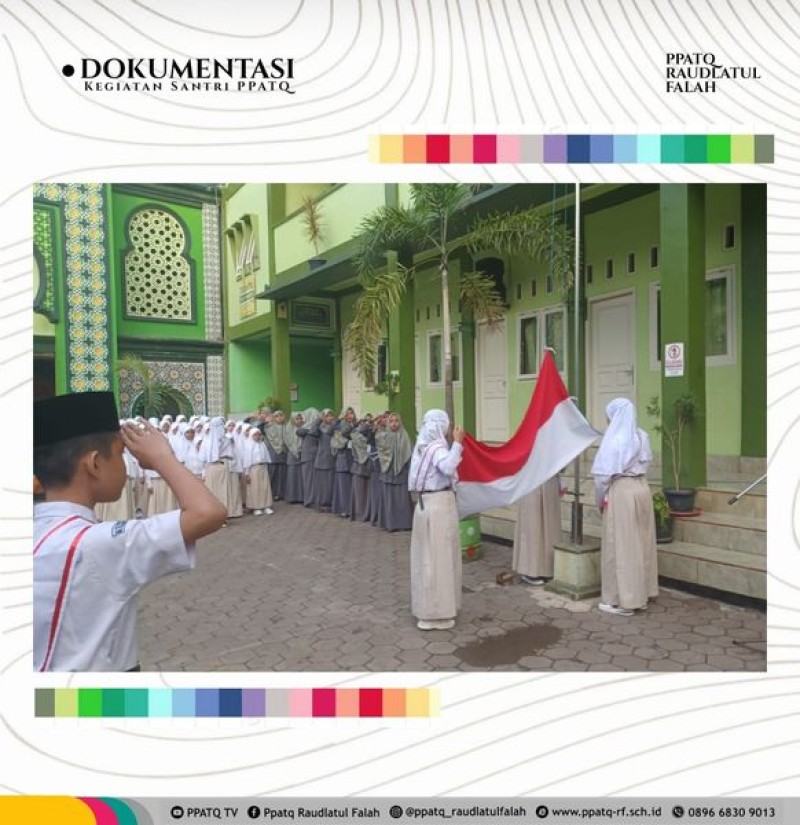 DOKUMENTASI
KEGIATAN SANTRI PPATQ
PPATQ
RAUDLATUL
FALAH
PPATQ TV Ppatq Raudlatul Falah @ppatq_raudlatulfalah www.ppatq-rf.sch.id 0896 6830 9013